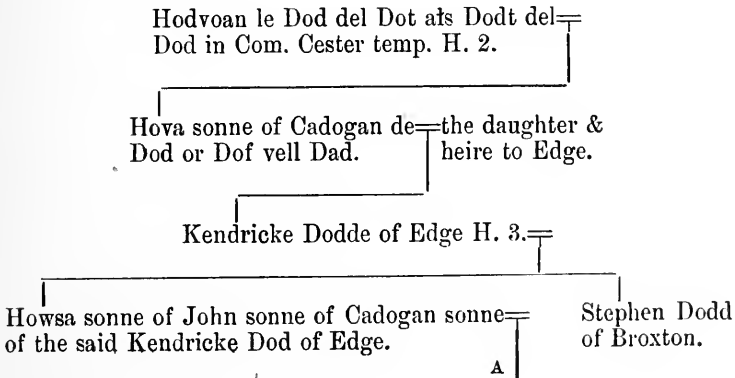 Hodvoan le Dod del Dot ats Dodt del
Dod in Com. Cester temp. H. 2.
Hova sonne of Cadogan de
Dod or Dof vell Dad.
the daughter &
heire to Edge.
Kendricke Dodde of Edge H. 3.
Howsa sonne of John sonne of Cadogan sonne
of the said Kendricke Dod of Edge.
Stephen Dodd
of Broxton.
A